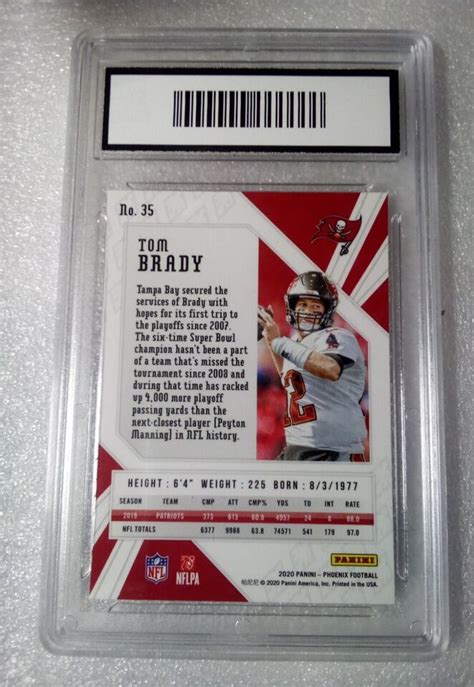 No. 35
TOM
BRADY
Tampa Bay secured the
services of Brady with
hopes for its first trip to
the playoffs since 2007.
The six-time Super Bowl
champion hasn't been a part
of a team that's missed the
tournament since 2008 and
during that time has racked
up 4,000 more playoff
passing yards than the
next-closest player [Peyton
Manning] in NFL history.
12
HEIGHT : 6'4" WEIGHT : 225 BORN : 8/3/1977
SEASON TEAM CMP ATT CMP% YDS TD INT RATE
2019 PATRIOTS 373 613 60.8 4057 24 8 88.0
NFL TOTALS 6377 9988 63.8 74571 541 179 97.0
NFL
NFLPA
PANINI
2020 PANINI – PHOENIX FOOTBALL
© 2020 Panini America, Inc. Printed in the USA.